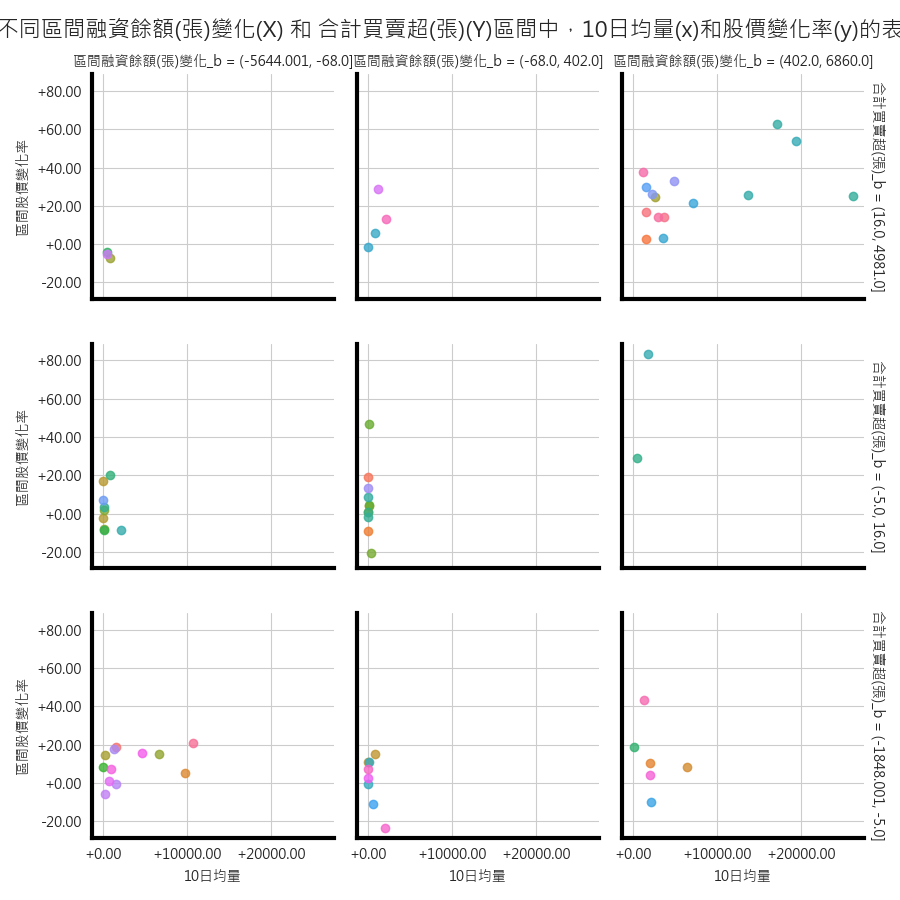 不同區間融資餘額(張)變化(X) 和 合計買賣超(張)(Y)區間中，10日均量(x)和股價變化率(y)的表
區間融資餘額(張)變化_b = (-5644.001, -68.0]
區間融資餘額(張)變化_b = (-68.0, 402.0]
區間融資餘額(張)變化_b = (402.0, 6860.0]
+80.00
+60.00
+40.00
+20.00
+0.00
-20.00
區間股價變化率
合計買賣超(張)_b = (16.0, 4981.0]
+80.00
+60.00
+40.00
+20.00
+0.00
-20.00
區間股價變化率
合計買賣超(張)_b = (-5.0, 16.0]
+80.00
+60.00
+40.00
+20.00
+0.00
-20.00
區間股價變化率
合計買賣超(張)_b = (-1848.001, -5.0]
+0.00 +10000.00 +20000.00
+0.00 +10000.00 +20000.00
+0.00 +10000.00 +20000.00
10日均量
10日均量
10日均量